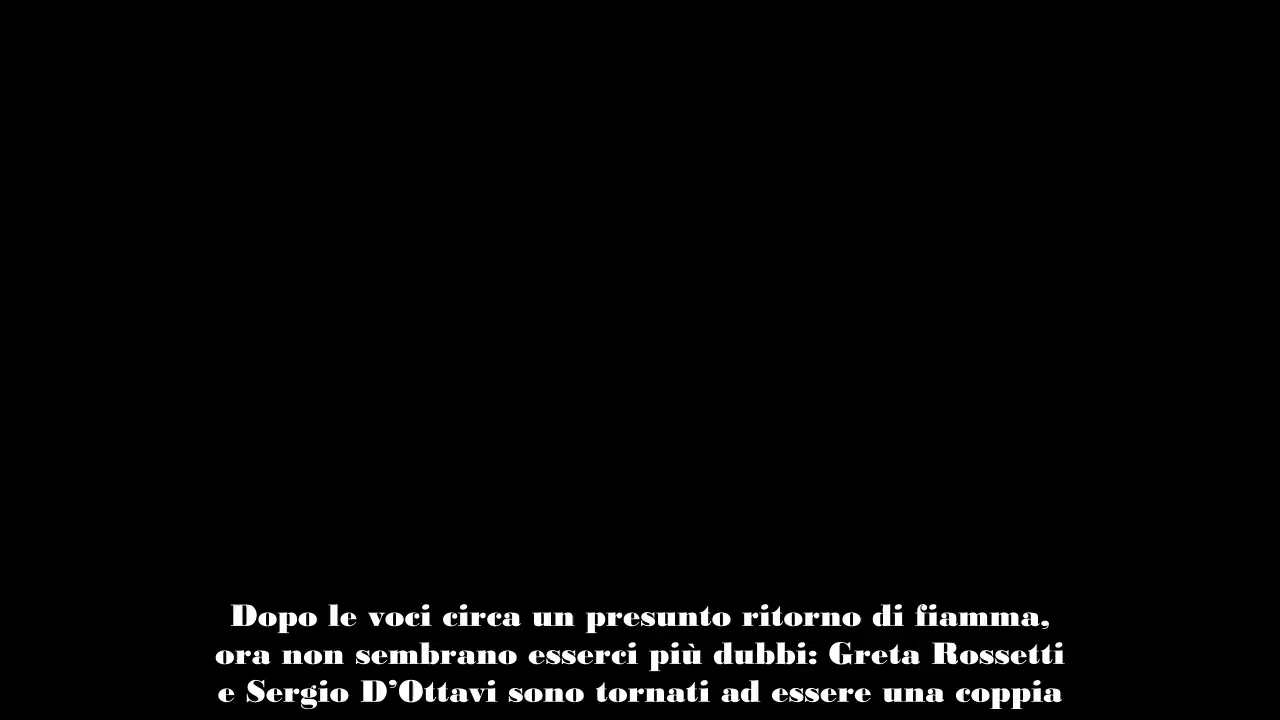 Dopo le voci circa un presunto ritorno di fiamma,
ora non sembrano esserci più dubbi: Greta Rossetti
e Sergio D’Ottavi sono tornati ad essere una coppia